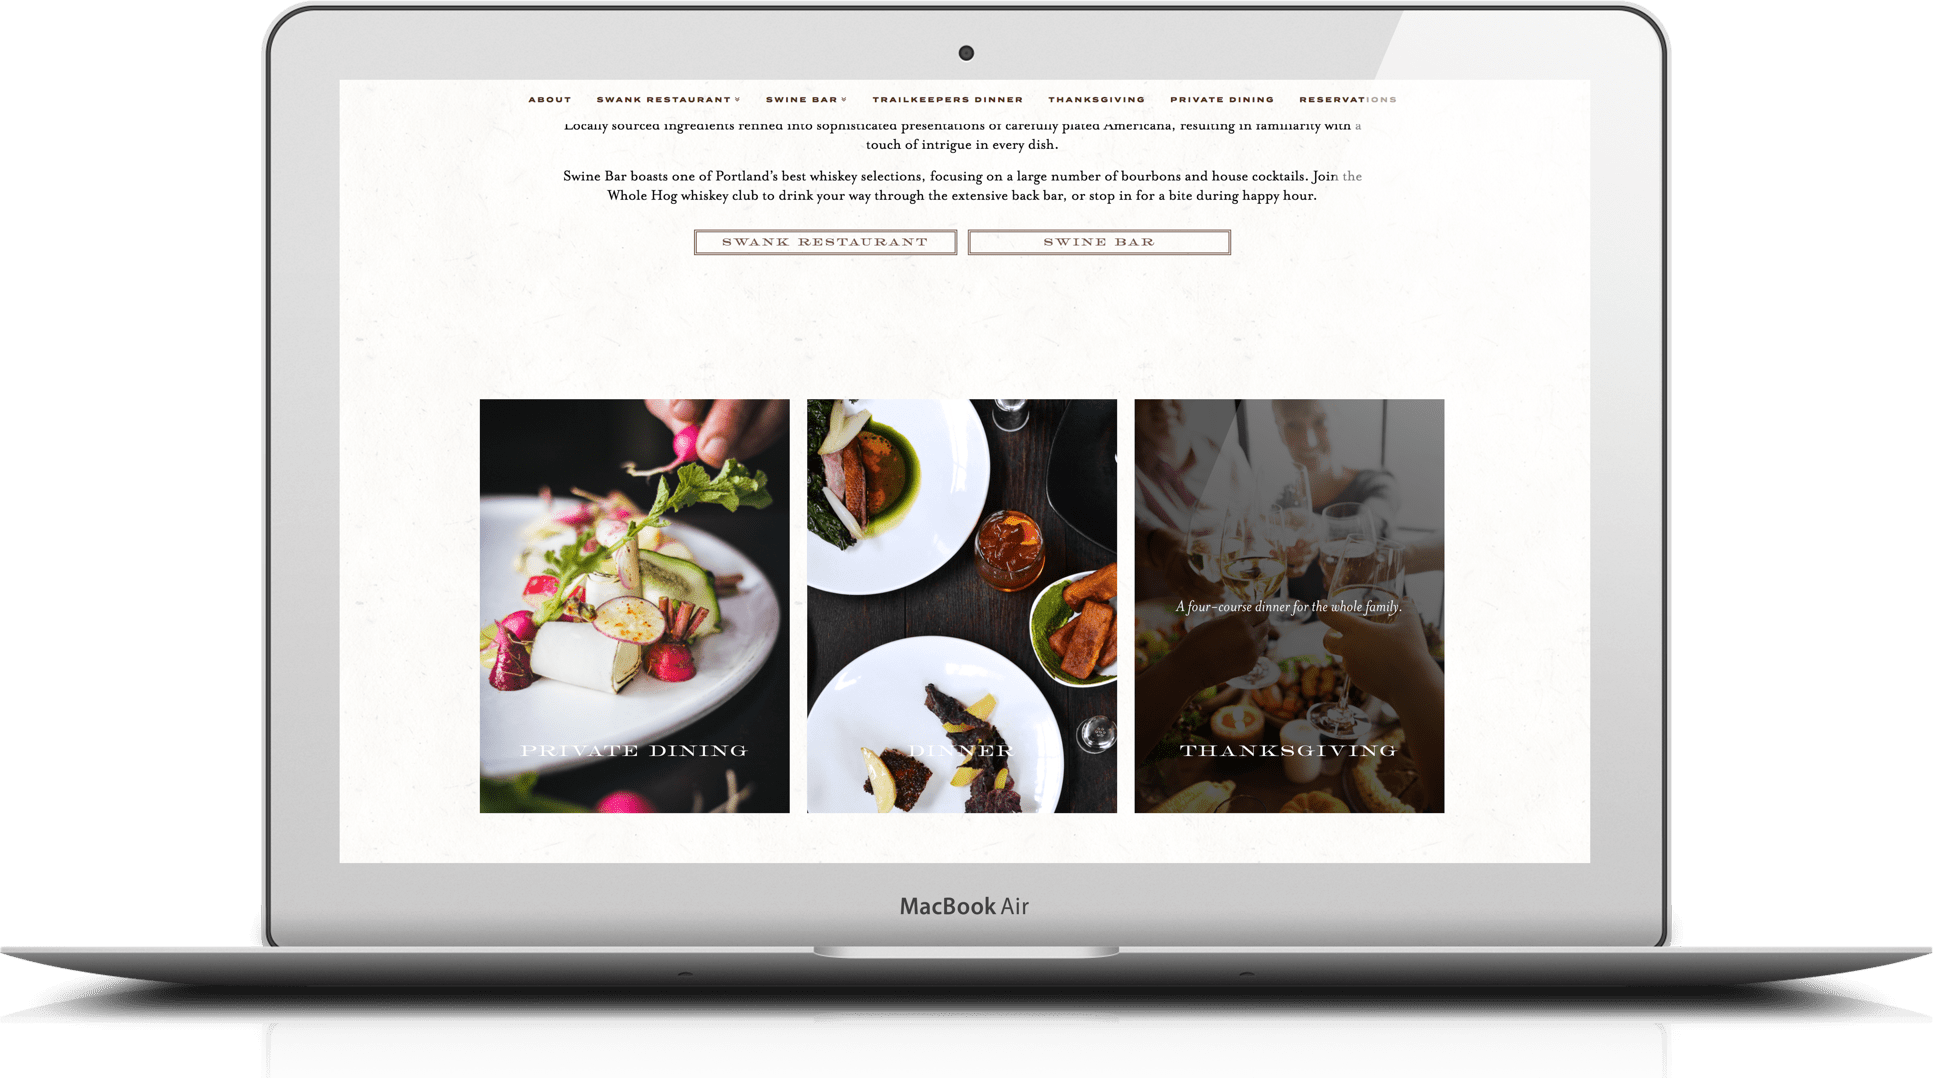 ABOUT SWANK RESTAURANT SWINE BAR TRAILKEEPERS DINNER THANKSGIVING PRIVATE DINING RESERVATIONS
Locally sourced ingredients refined into sophisticated presentations of carefully plated Americana, resulting in familiarity with a
touch of intrigue in every dish.
Swine Bar boasts one of Portland's best whiskey selections, focusing on a large number of bourbons and house cocktails. Join the
Whole Hog whiskey club to drink your way through the extensive back bar, or stop in for a bite during happy hour.
SWANK RESTAURANT SWINE BAR
A four-course dinner for the whole family.
PRIVATE DINING DINNER THANKSGIVING
MacBook Air